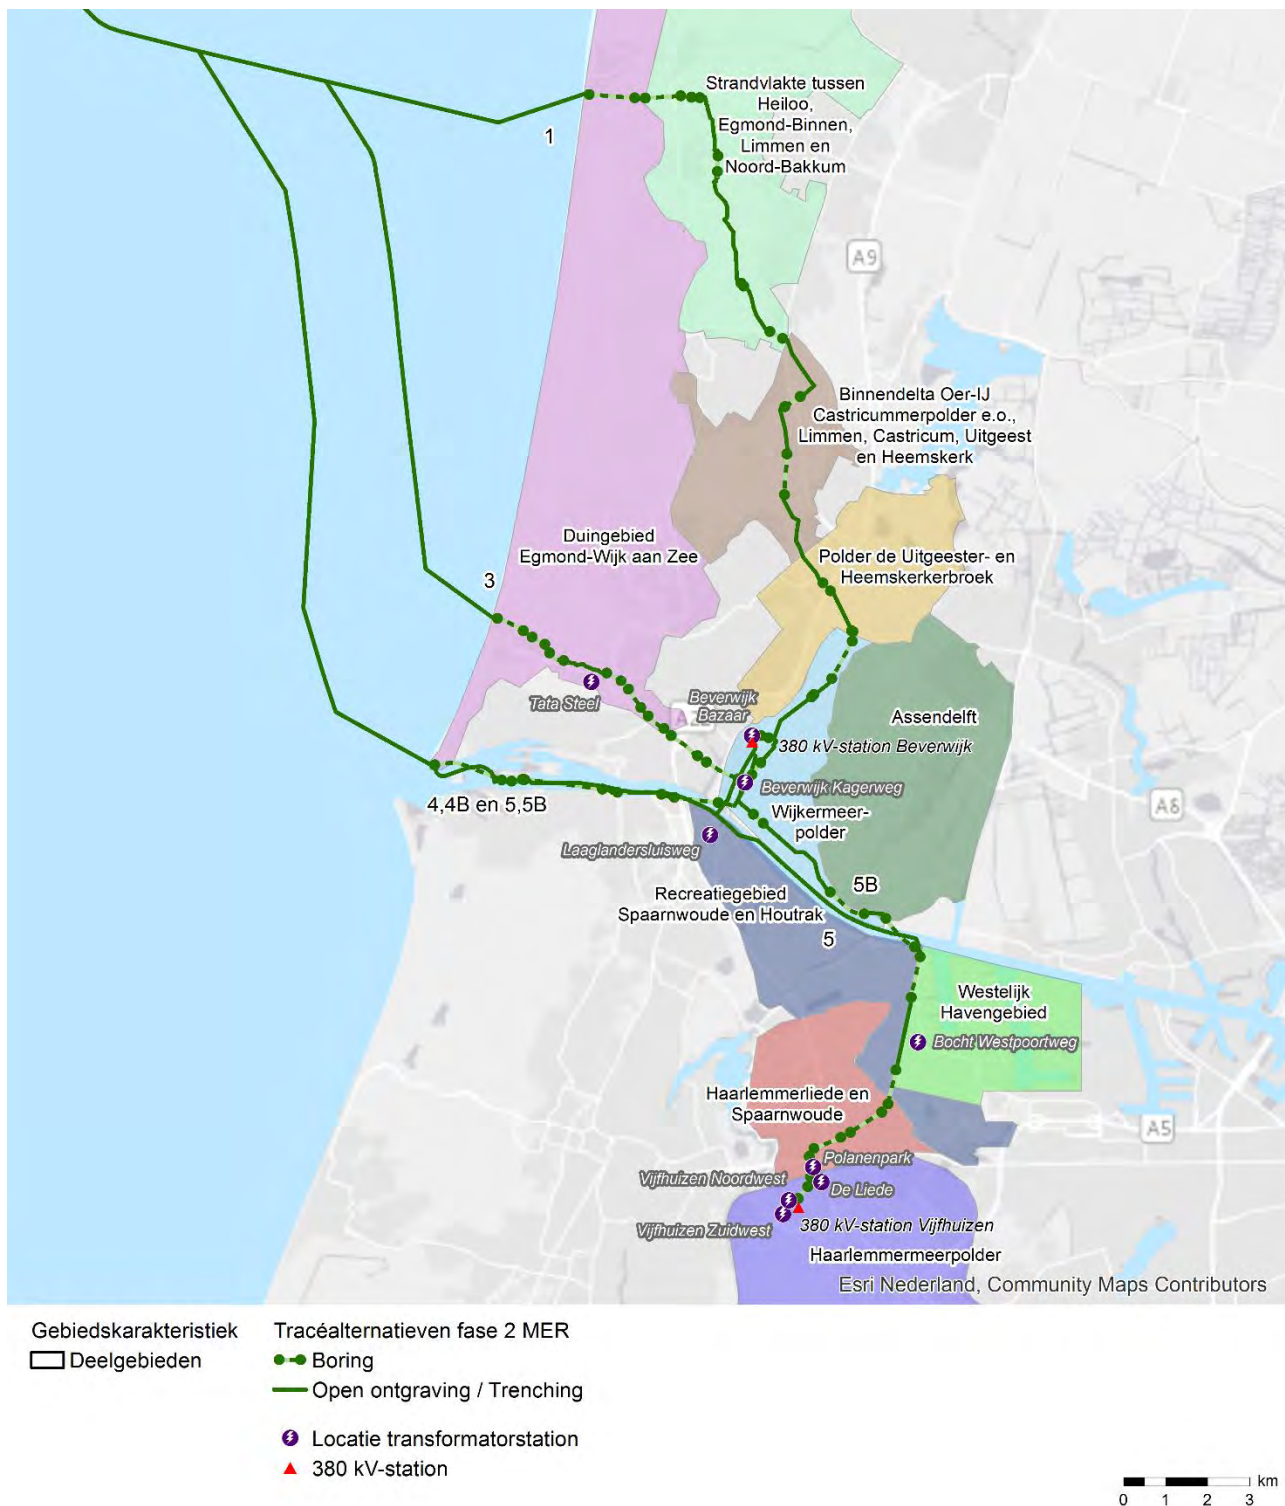 Strandvlakte tussen
Heiloo,
Egmond-Binnen,
Limmen en
Noord-Bakkum
1
A9
Binnendelta Oer-IJ
Castricummerpolder e.o.,
Limmen, Castricum, Uitgeest
en Heemskerk
Duingebied
Egmond-Wijk aan Zee
Polder de Uitgeester- en
Heemskerkerbroek
3
Tata Steel
Beverwijk
Bazaar
Assendelft
380 kV-station Beverwijk
Beverwijk Kagerweg
4,4B en 5,5B
Wijkermeer-
polder
A8
Laaglandersluisweg
5B
Recreatiegebied
Spaarnwoude en Houtrak
5
Westelijk
Havengebied
Bocht Westpoortweg
Haarlemmerliede en
Spaarnwoude
A5
Polanenpark
Vijfhuizen Noordwest
De Liede
380 kV-station Vijfhuizen
Vijfhuizen Zuidwest
Haarlemmermeerpolder
Esri Nederland, Community Maps Contributors
Gebiedskarakteristiek
Deelgebieden
Tracéalternatieven fase 2 MER
Boring
Open ontgraving / Trenching
Locatie transformatorstation
380 kV-station
km
0 1 2 3